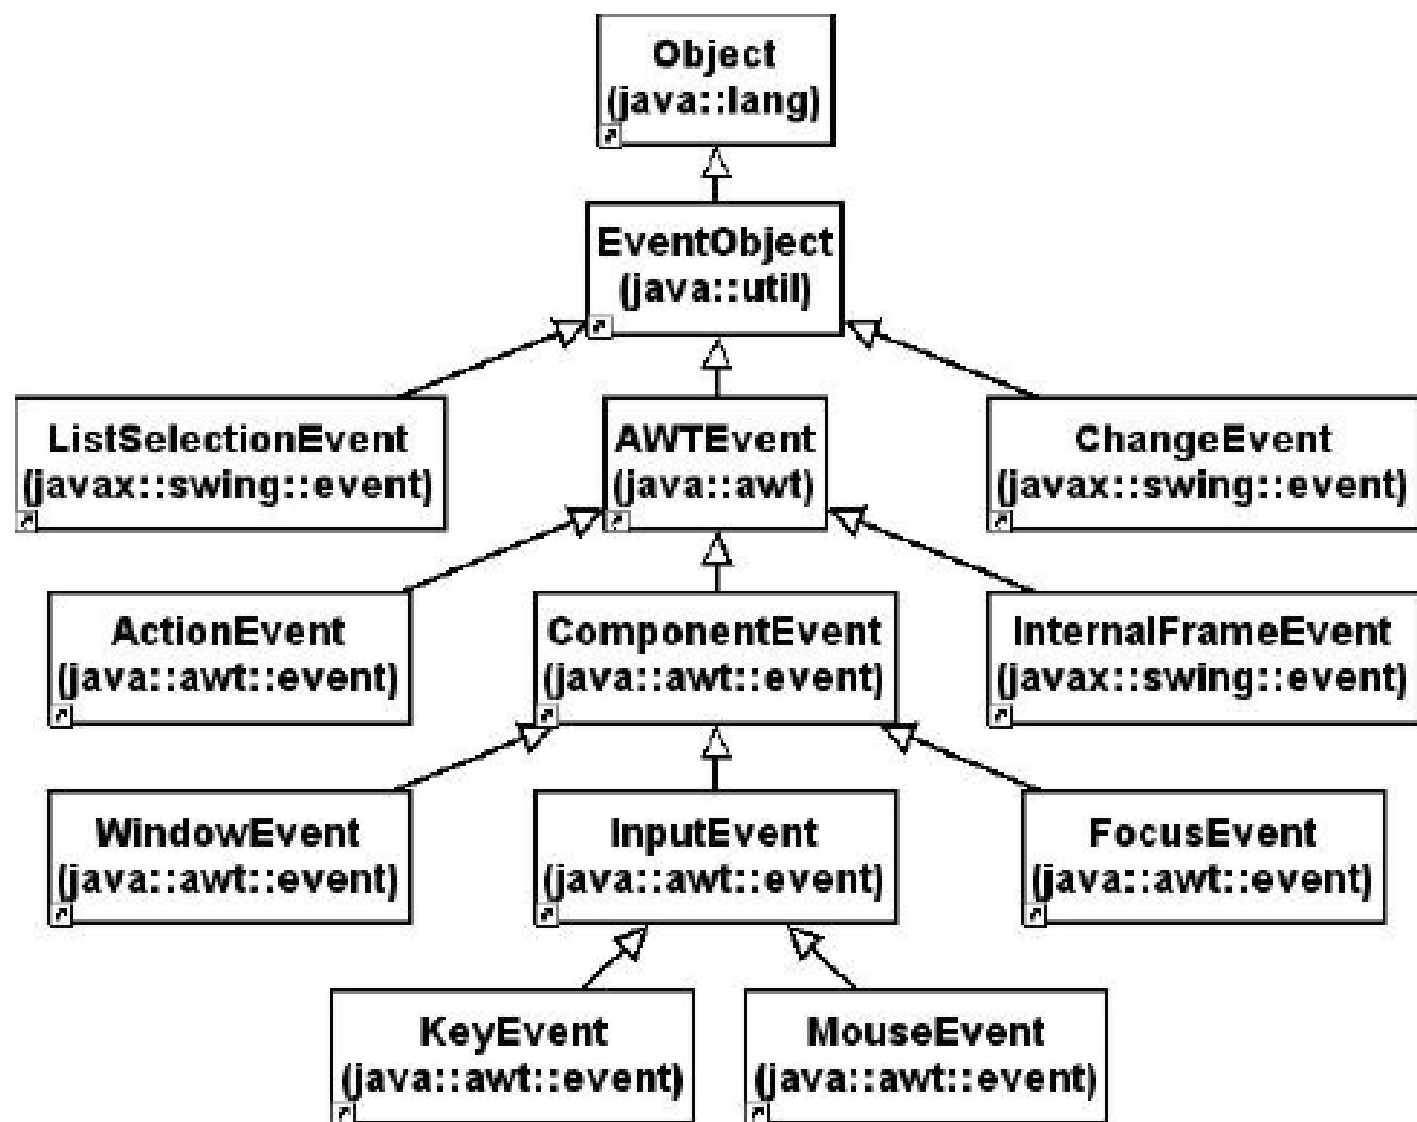 Object
(java::lang)
EventObject
(java::util)
ListSelectionEvent
(javax::swing::event)
AWTEvent
(java::awt)
ChangeEvent
(javax::swing::event)
ActionEvent
(java::awt::event)
ComponentEvent
(java::awt::event)
InternalFrameEvent
(javax::swing::event)
WindowEvent
(java::awt::event)
InputEvent
(java::awt::event)
FocusEvent
(java::awt::event)
KeyEvent
(java::awt::event)
MouseEvent
(java::awt::event)